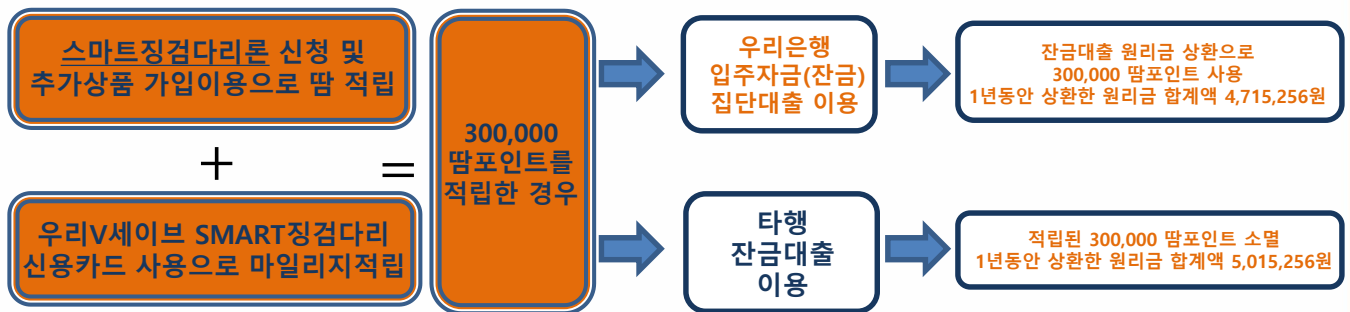 스마트징검다리론 신청 및
추가상품 가입이용으로 땀 적립
+
우리V세이브 SMART징검다리
신용카드 사용으로 마일리지적립
=
300,000
땀포인트를
적립한 경우
우리은행
입주자금(잔금)
집단대출 이용
잔금대출 원리금 상환으로
300,000 땀포인트 사용
1년동안 상환한 원리금 합계액 4,715,256원
타행
잔금대출
이용
적립된 300,000 땀포인트 소멸
1년동안 상환한 원리금 합계액 5,015,256원